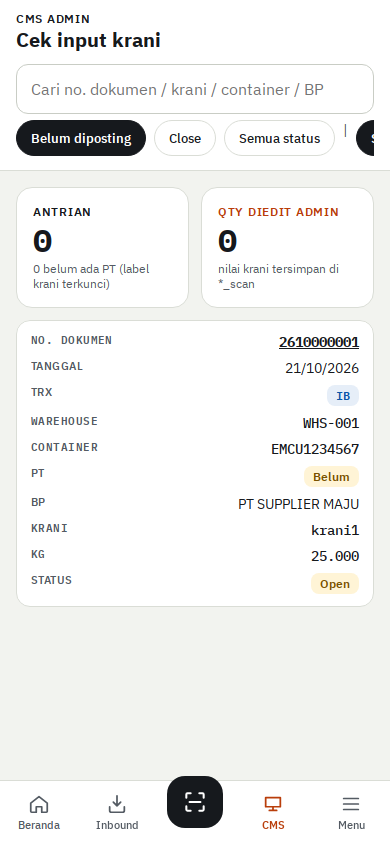 CMS ADMIN
Cek input krani
Cari no. dokumen / krani / container / BP
Belum diposting Close Semua status |
ANTRIAN
0
0 belum ada PT (label
krani terkunci)
QTY DIEDIT ADMIN
0
nilai krani tersimpan di
*_scan
NO. DOKUMEN 2610000001
TANGGAL 21/10/2026
TRX IB
WAREHOUSE WHS-001
CONTAINER EMCU1234567
PT Belum
BP PT SUPPLIER MAJU
KRANI krani1
KG 25.000
STATUS Open
Beranda Inbound CMS Menu